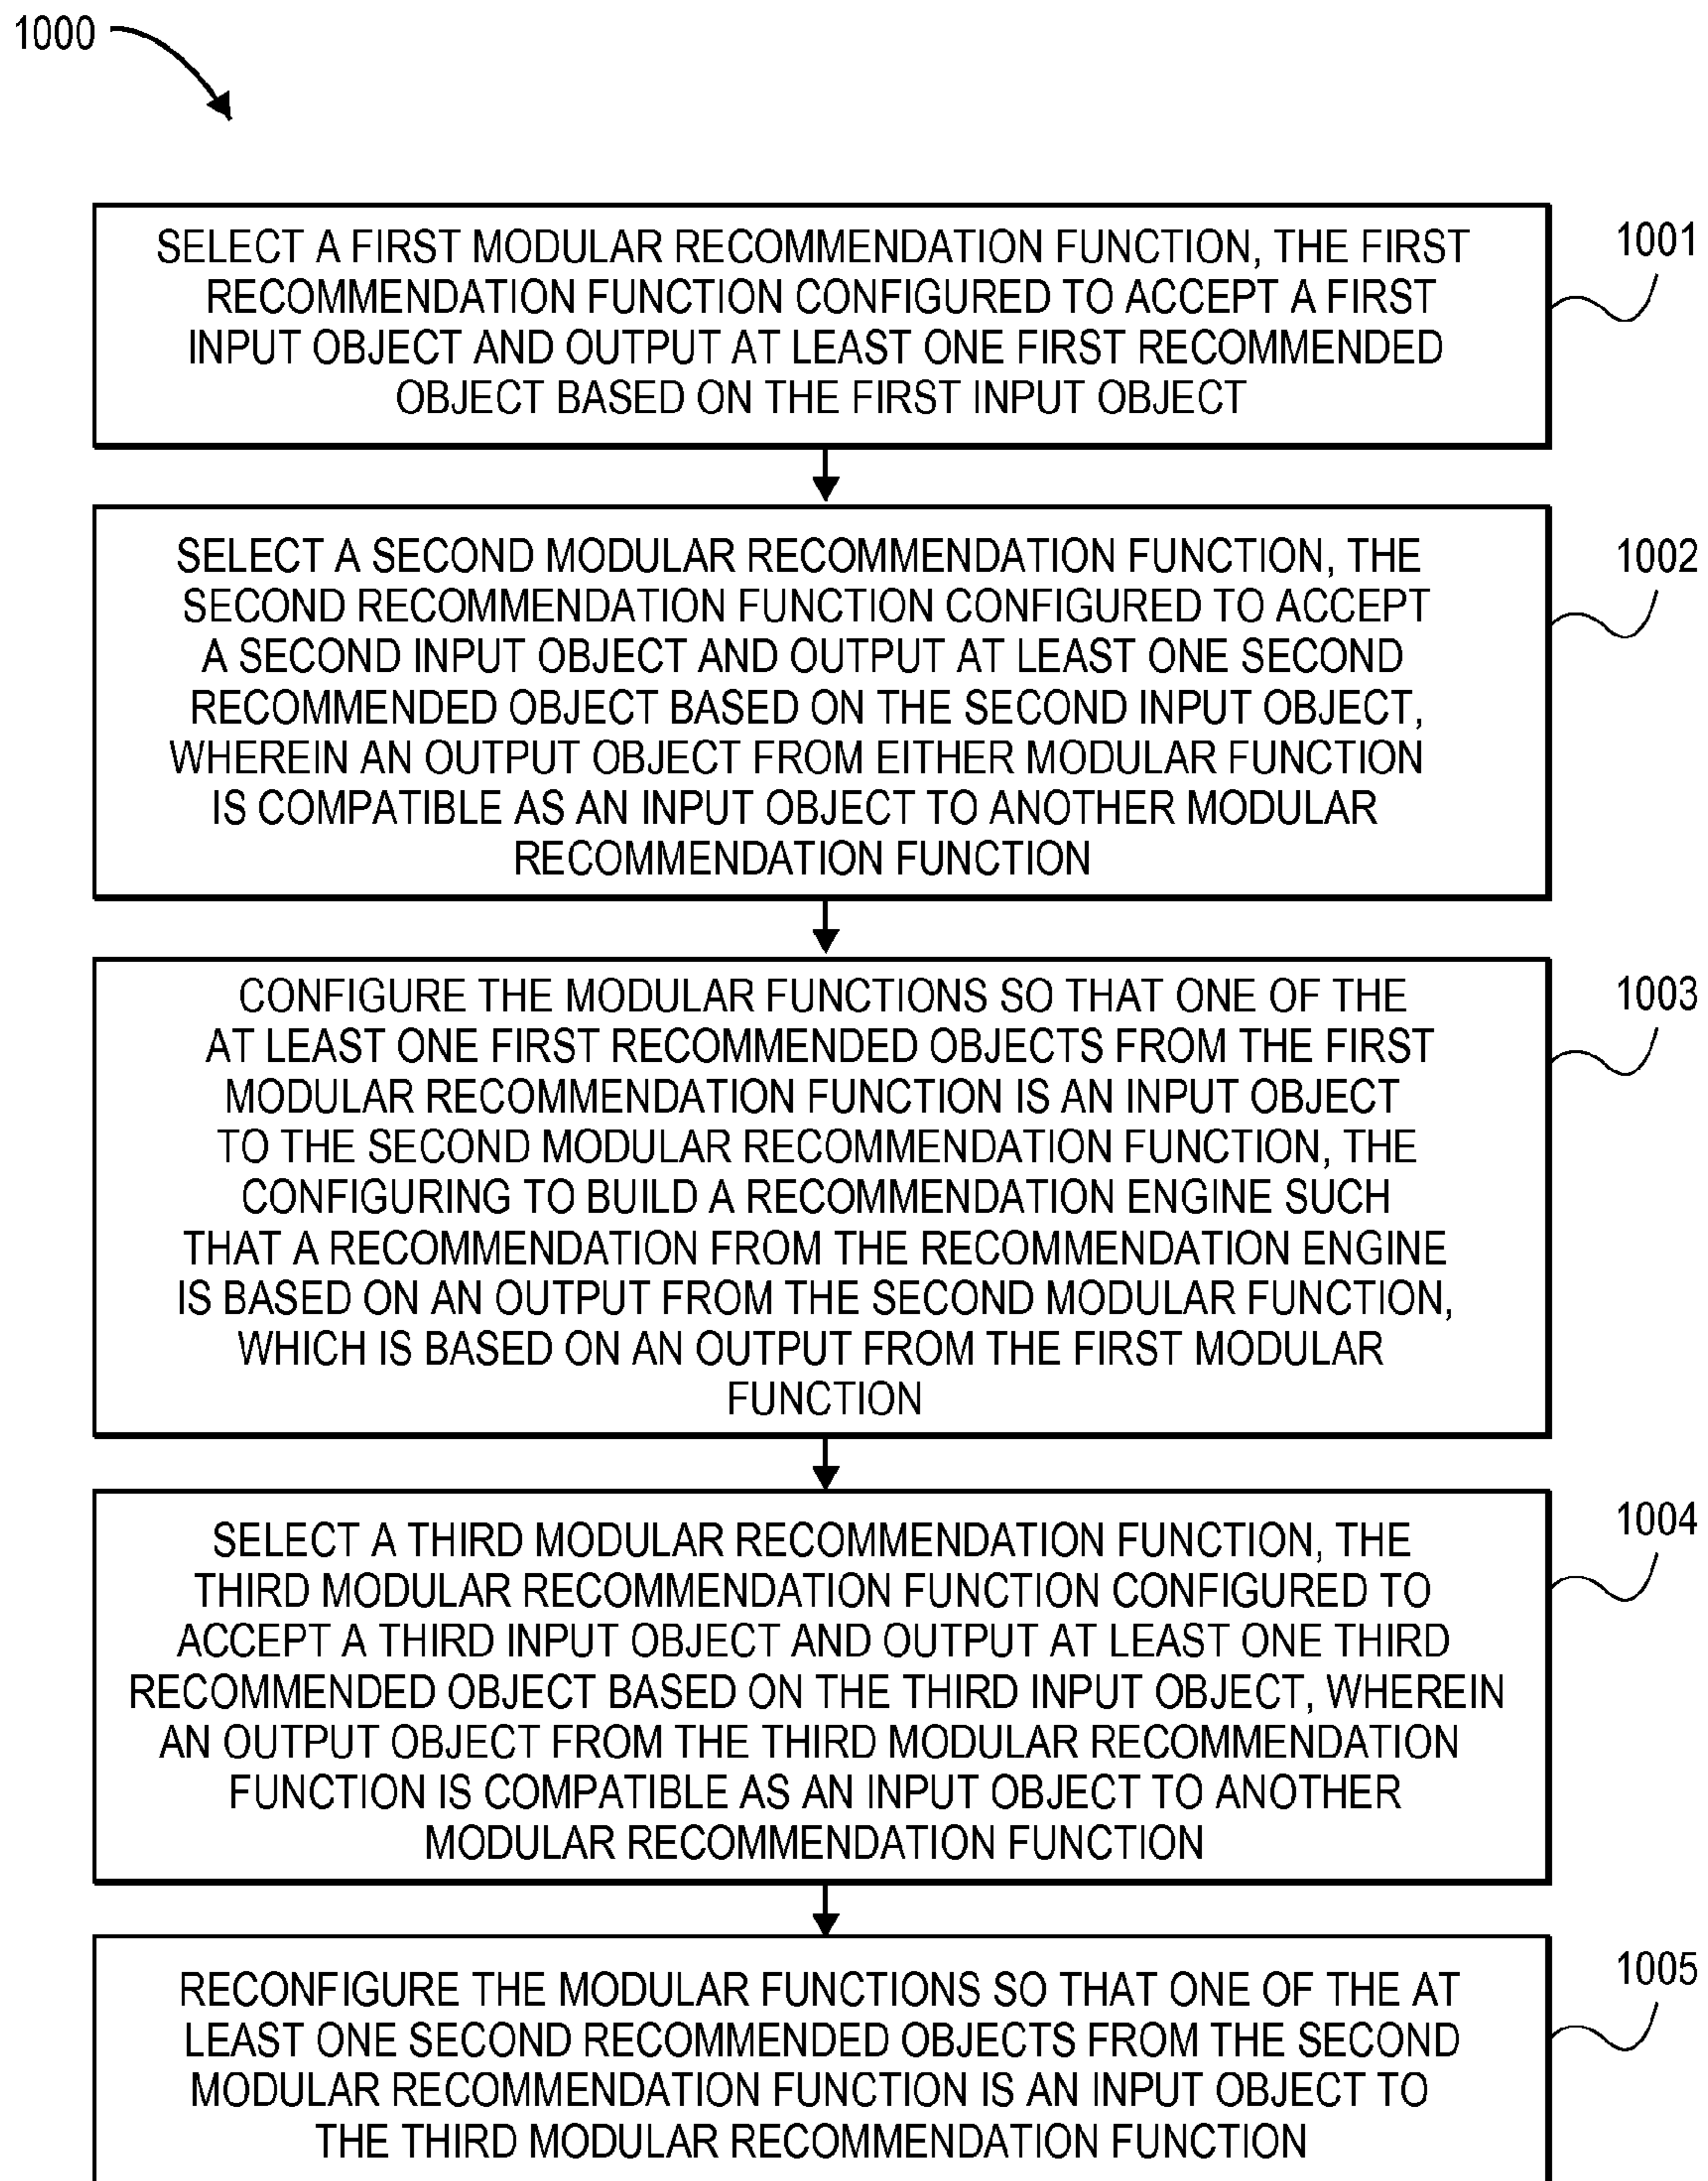 1000
SELECT A FIRST MODULAR RECOMMENDATION FUNCTION, THE FIRST
RECOMMENDATION FUNCTION CONFIGURED TO ACCEPT A FIRST
INPUT OBJECT AND OUTPUT AT LEAST ONE FIRST RECOMMENDED
OBJECT BASED ON THE FIRST INPUT OBJECT
1001
SELECT A SECOND MODULAR RECOMMENDATION FUNCTION, THE
SECOND RECOMMENDATION FUNCTION CONFIGURED TO ACCEPT
A SECOND INPUT OBJECT AND OUTPUT AT LEAST ONE SECOND
RECOMMENDED OBJECT BASED ON THE SECOND INPUT OBJECT,
WHEREIN AN OUTPUT OBJECT FROM EITHER MODULAR FUNCTION
IS COMPATIBLE AS AN INPUT OBJECT TO ANOTHER MODULAR
RECOMMENDATION FUNCTION
1002
CONFIGURE THE MODULAR FUNCTIONS SO THAT ONE OF THE
AT LEAST ONE FIRST RECOMMENDED OBJECTS FROM THE FIRST
MODULAR RECOMMENDATION FUNCTION IS AN INPUT OBJECT
TO THE SECOND MODULAR RECOMMENDATION FUNCTION, THE
CONFIGURING TO BUILD A RECOMMENDATION ENGINE SUCH
THAT A RECOMMENDATION FROM THE RECOMMENDATION ENGINE
IS BASED ON AN OUTPUT FROM THE SECOND MODULAR FUNCTION,
WHICH IS BASED ON AN OUTPUT FROM THE FIRST MODULAR
FUNCTION
1003
SELECT A THIRD MODULAR RECOMMENDATION FUNCTION, THE
THIRD MODULAR RECOMMENDATION FUNCTION CONFIGURED TO
ACCEPT A THIRD INPUT OBJECT AND OUTPUT AT LEAST ONE THIRD
RECOMMENDED OBJECT BASED ON THE THIRD INPUT OBJECT, WHEREIN
AN OUTPUT OBJECT FROM THE THIRD MODULAR RECOMMENDATION
FUNCTION IS COMPATIBLE AS AN INPUT OBJECT TO ANOTHER
MODULAR RECOMMENDATION FUNCTION
1004
RECONFIGURE THE MODULAR FUNCTIONS SO THAT ONE OF THE AT
LEAST ONE SECOND RECOMMENDED OBJECTS FROM THE SECOND
MODULAR RECOMMENDATION FUNCTION IS AN INPUT OBJECT TO
THE THIRD MODULAR RECOMMENDATION FUNCTION
1005